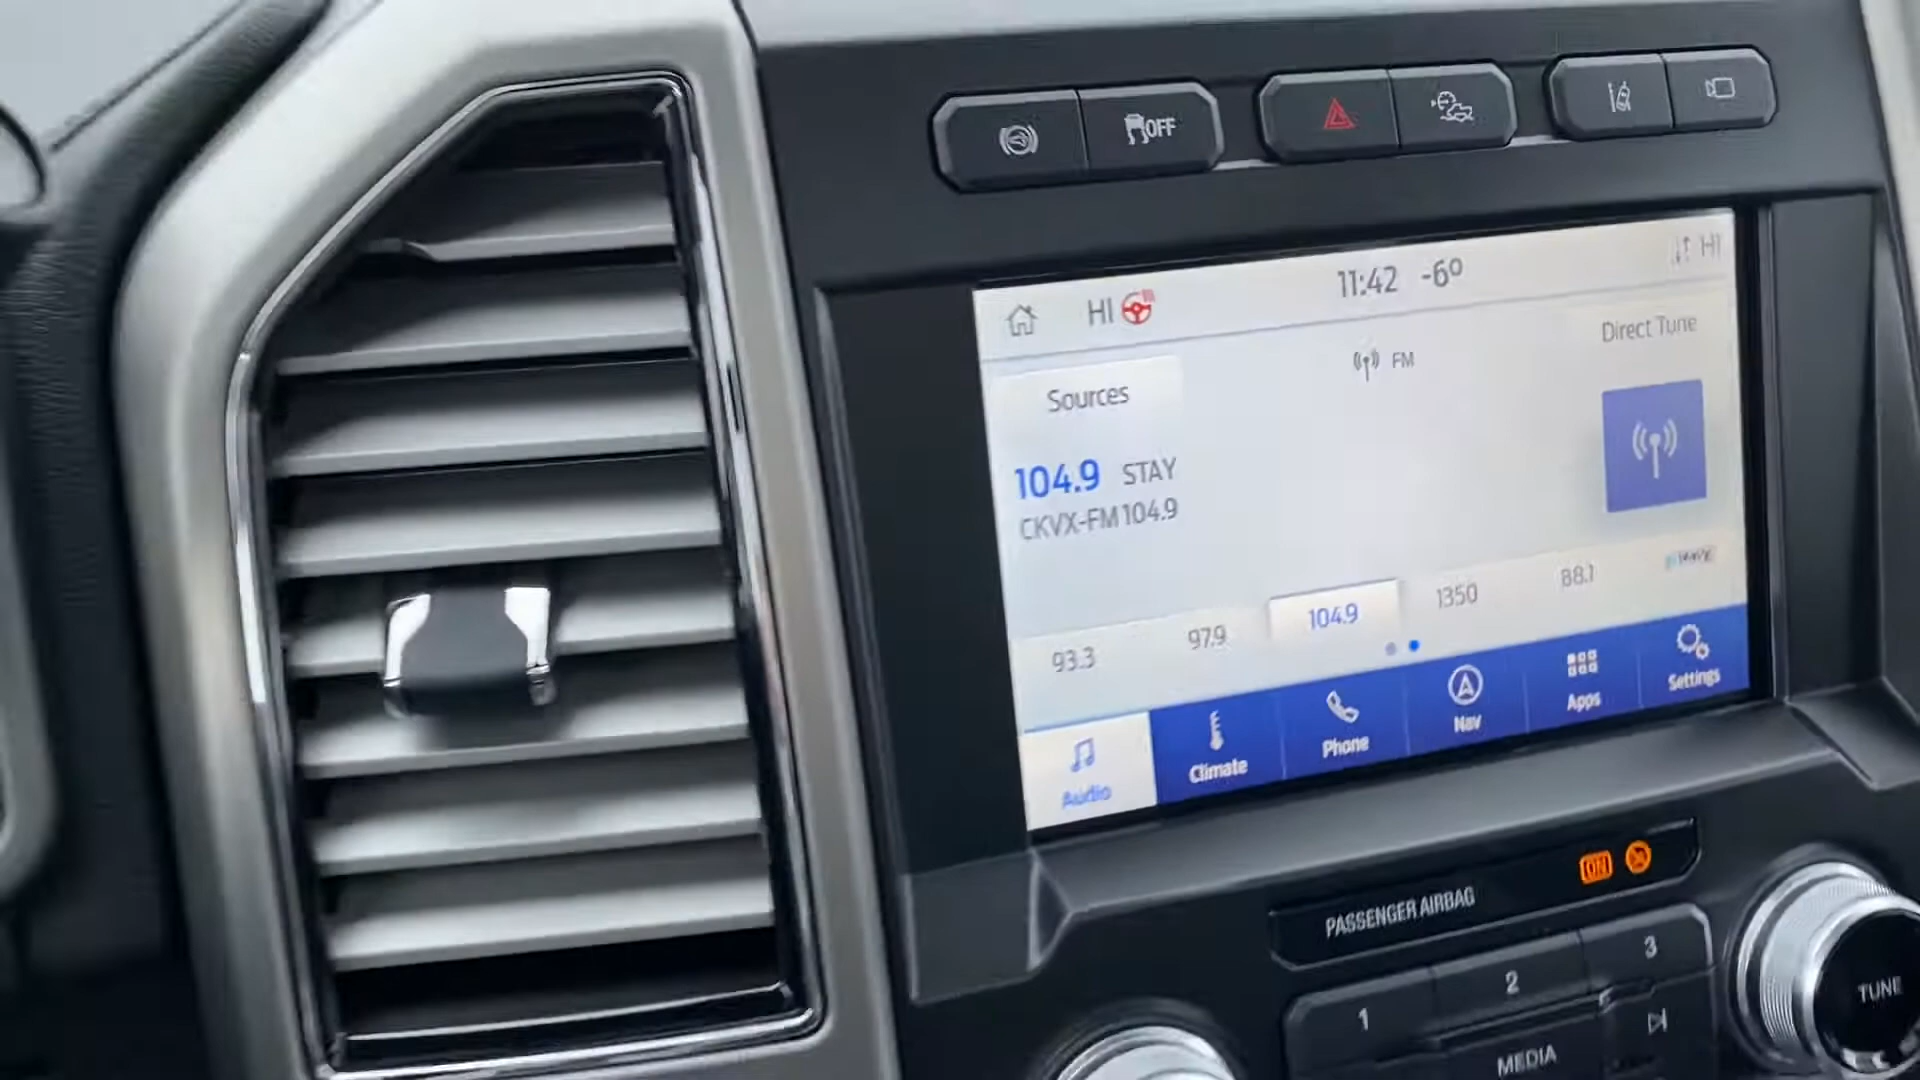 OFF
HI
11:42 -6°
HI
Direct Tune
FM
Sources
104.9 STAY
CKVX-FM 104.9
93.3
97.9
104.9
1350
88.1
Audio
Climate
Phone
Nav
Apps
Settings
PASSENGER AIRBAG
ON
1
2
3
TUNE
MEDIA